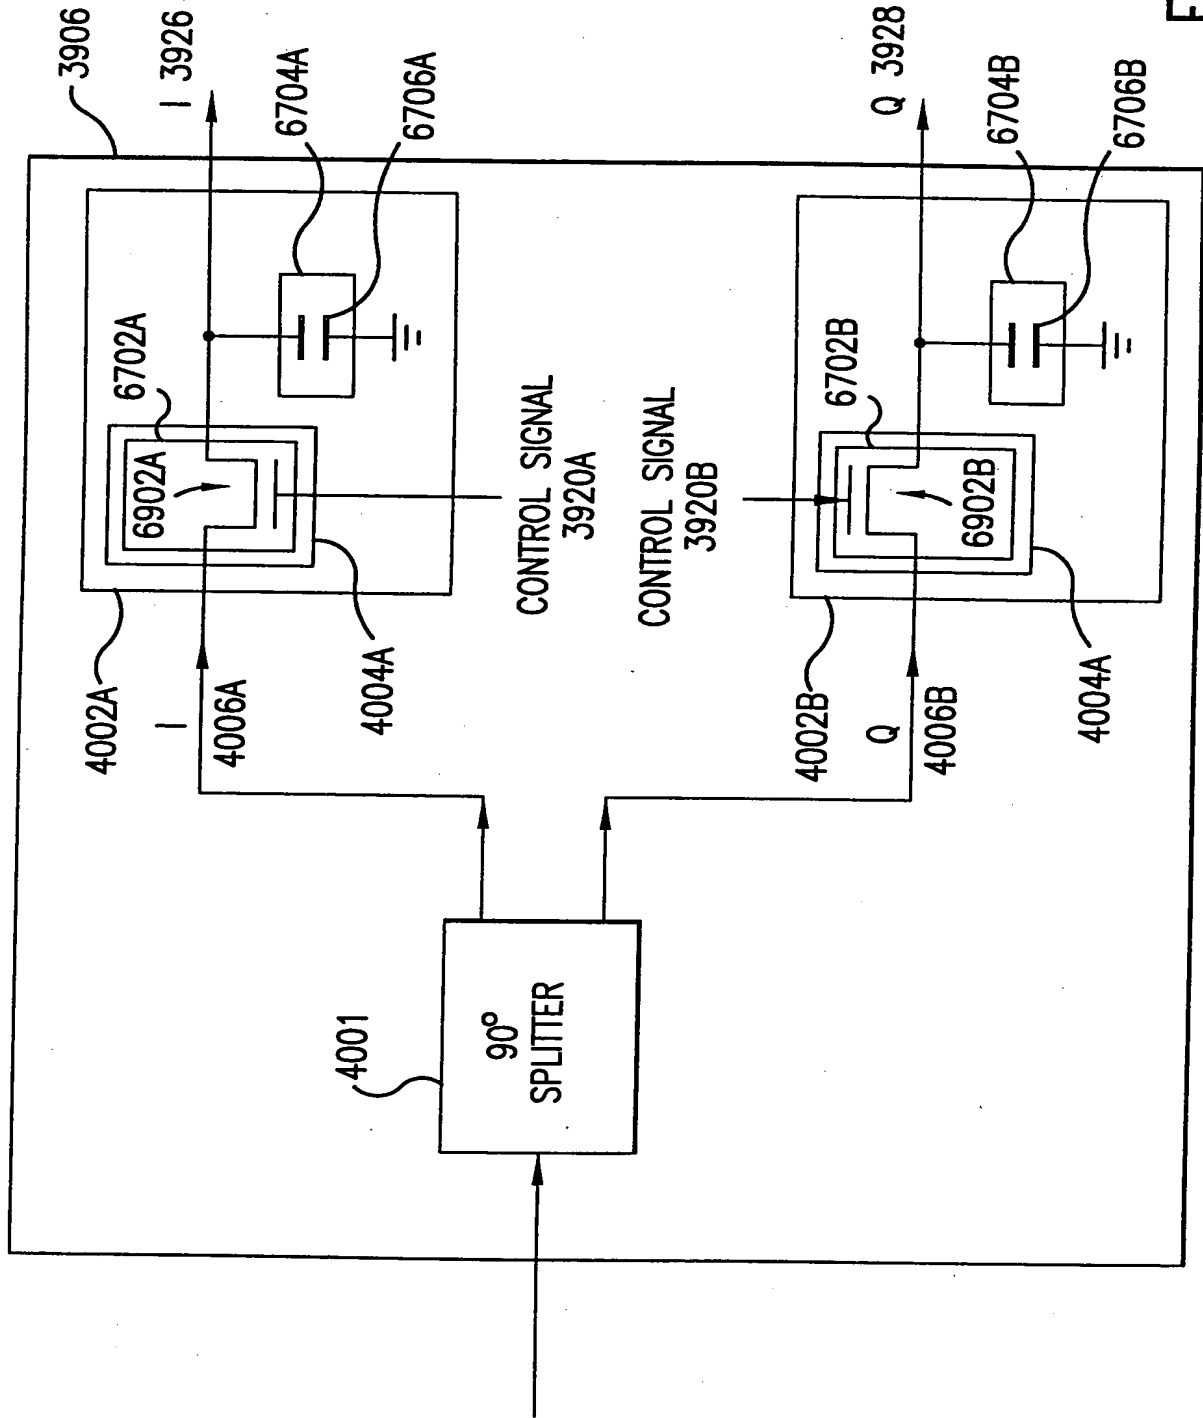 3906
I 3926
6704A
6706A
6702A
6902A
4002A
I
4006A
4004A
CONTROL SIGNAL
3920A
CONTROL SIGNAL
3920B
4001
90°
SPLITTER
Q 3928
6704B
6706B
6702B
6902B
4002B
Q
4006B
4004A